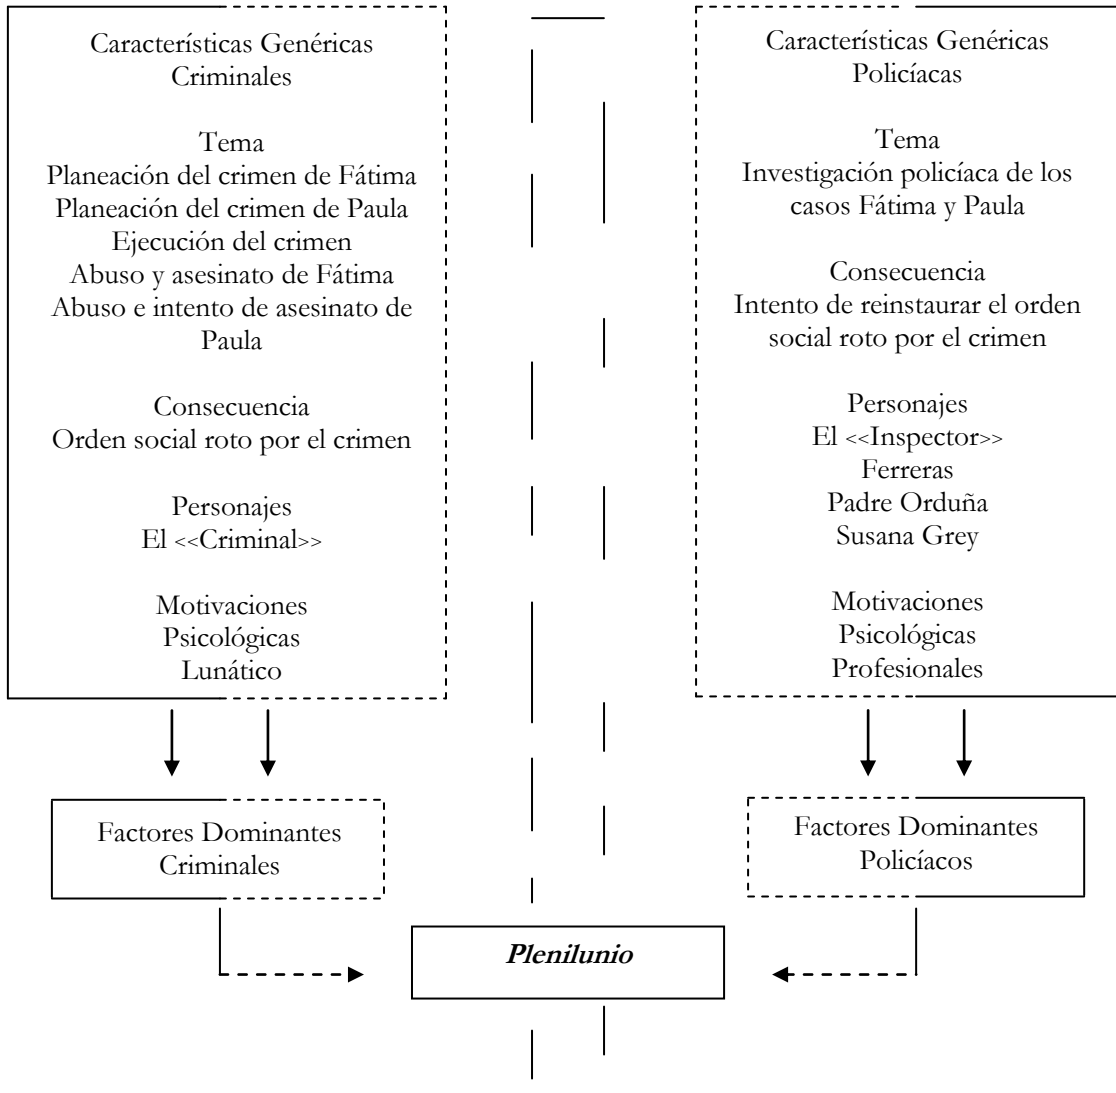 Características Genéricas
Criminales
Tema
Planeación del crimen de Fátima
Planeación del crimen de Paula
Ejecución del crimen
Abuso y asesinato de Fátima
Abuso e intento de asesinato de
Paula
Consecuencia
Orden social roto por el crimen
Personajes
El <<Criminal>>
Motivaciones
Psicológicas
Lunático
Factores Dominantes
Criminales
Características Genéricas
Policíacas
Tema
Investigación policíaca de los
casos Fátima y Paula
Consecuencia
Intento de reinstaurar el orden
social roto por el crimen
Personajes
El <<Inspector>>
Ferreras
Padre Orduña
Susana Grey
Motivaciones
Psicológicas
Profesionales
Factores Dominantes
Policíacos
Plenilunio